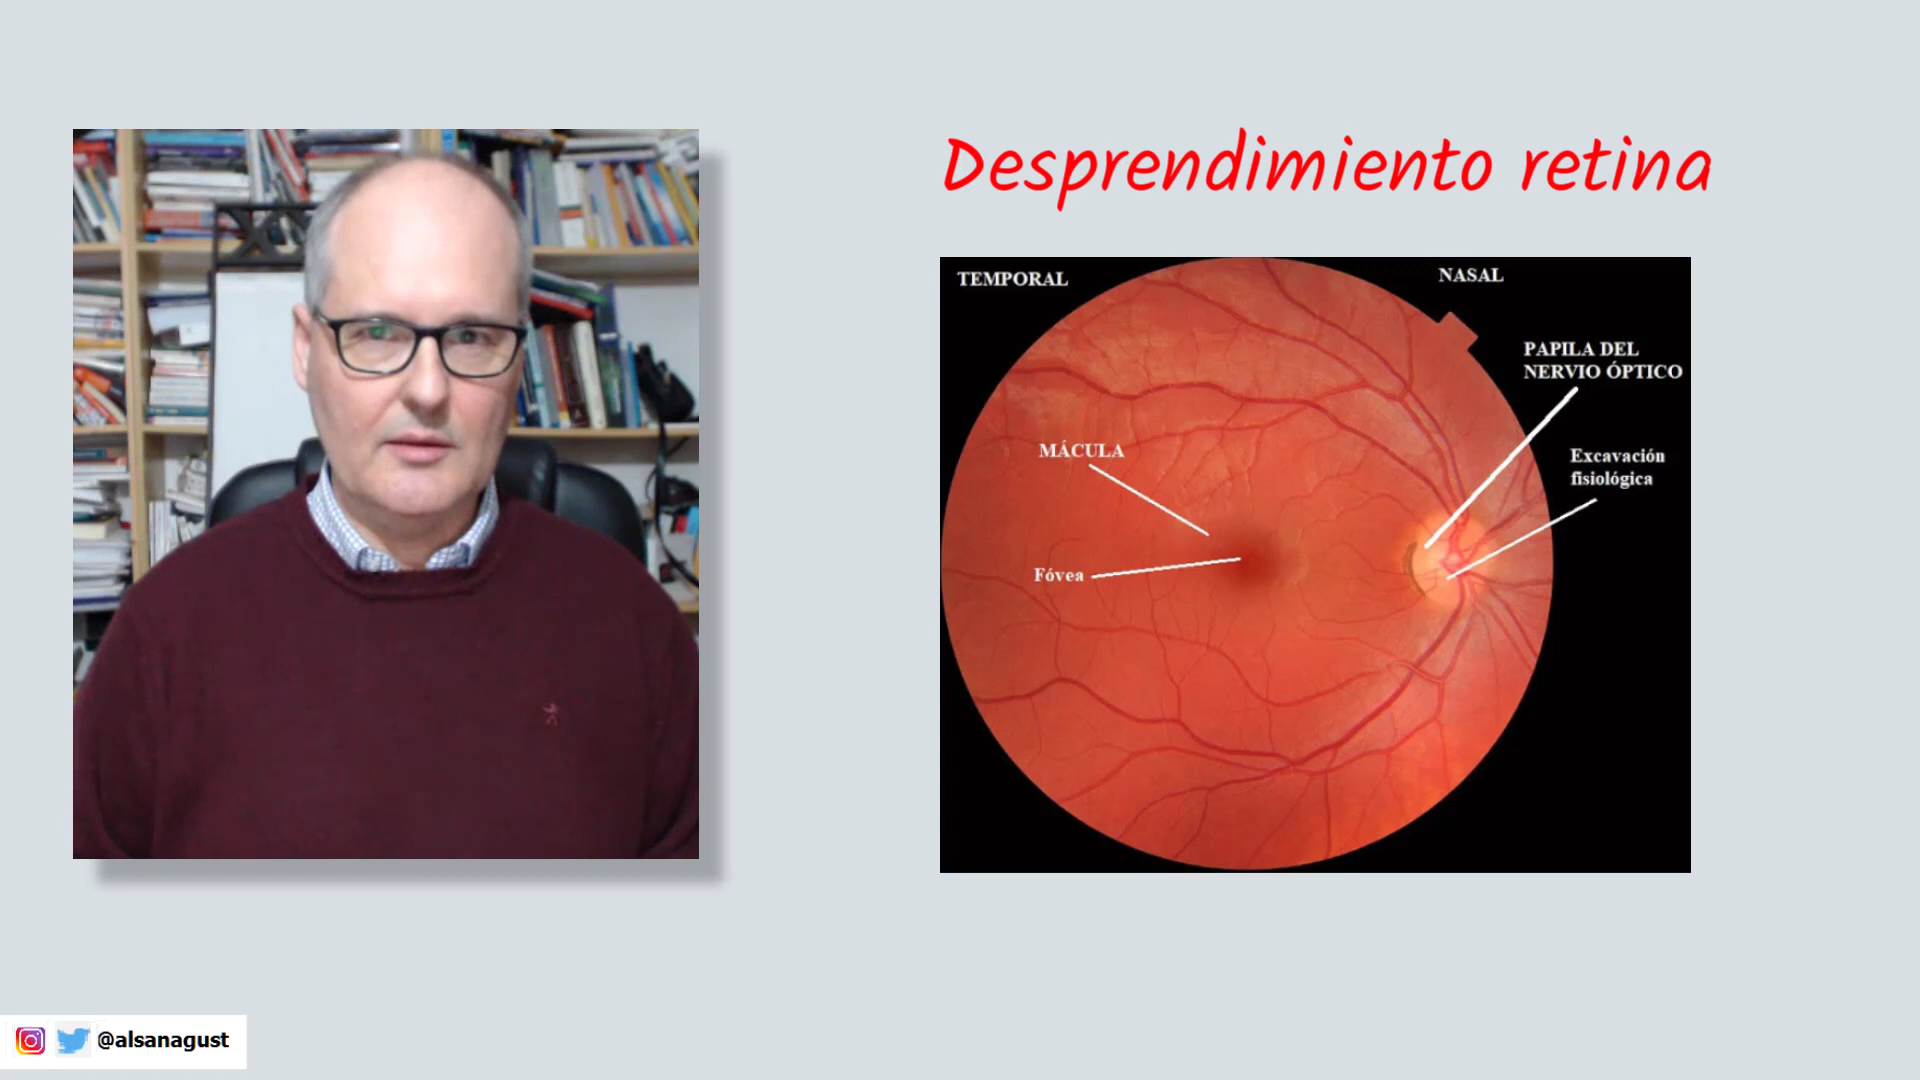 Desprendimiento retina
TEMPORAL
NASAL
PAPILA DEL
NERVIO ÓPTICO
MÁCULA
Excavación
fisiológica
Fóvea
@alsanagust